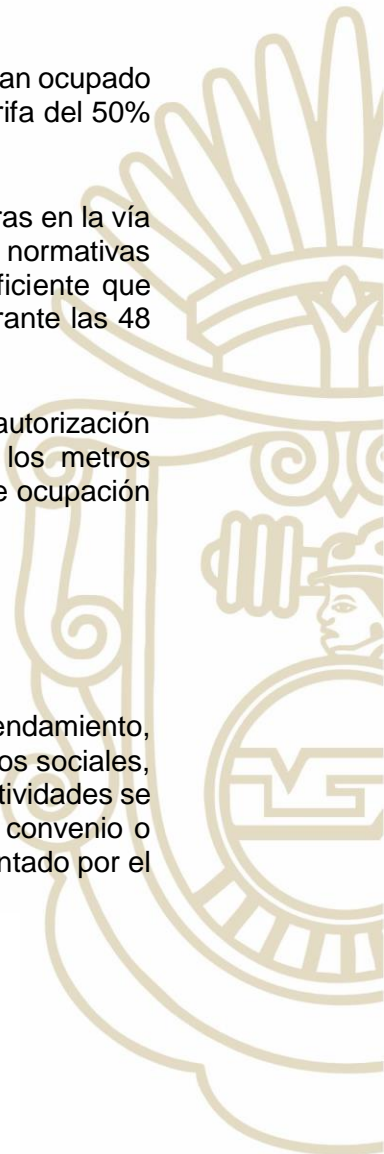 an ocupado
rifa del 50%
ras en la vía
normativas
ficiente que
rante las 48
autorización
los metros
e ocupación
endamiento,
os sociales,
tividades se
convenio o
ntado por el